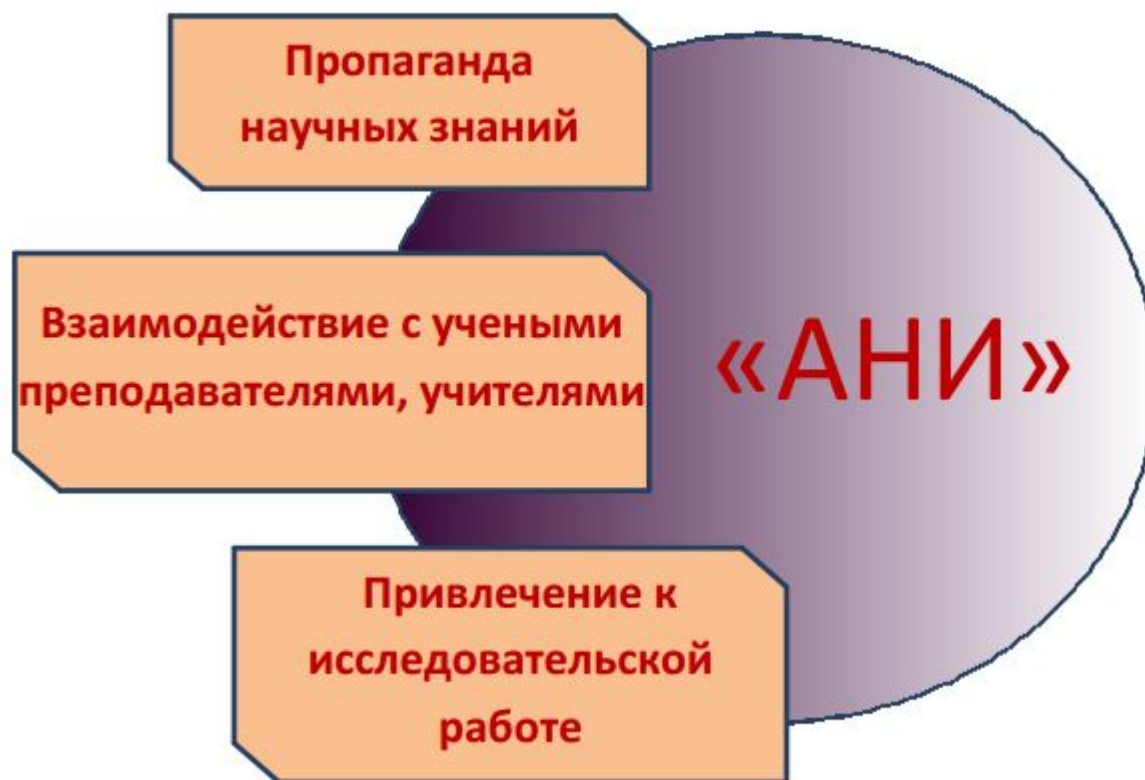 Пропаганда
научных знаний
Взаимодействие с учеными
преподавателями, учителями
«АНИ»
Привлечение к
исследовательской
работе